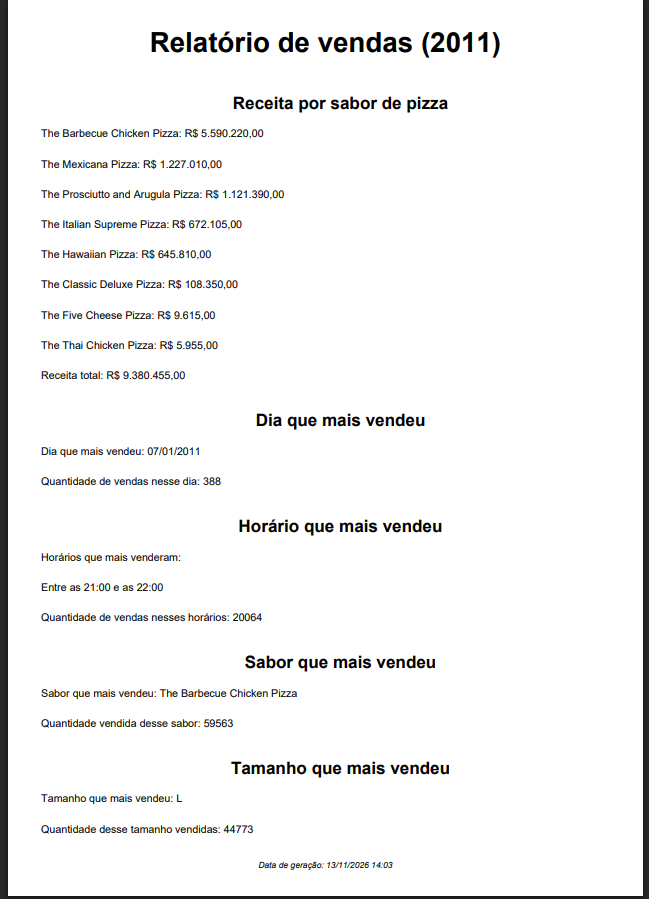 Relatório de vendas (2011)
Receita por sabor de pizza
The Barbecue Chicken Pizza: R$ 5.590.220,00
The Mexicana Pizza: R$ 1.227.010,00
The Prosciutto and Arugula Pizza: R$ 1.121.390,00
The Italian Supreme Pizza: R$ 672.105,00
The Hawaiian Pizza: R$ 645.810,00
The Classic Deluxe Pizza: R$ 108.350,00
The Five Cheese Pizza: R$ 9.615,00
The Thai Chicken Pizza: R$ 5.955,00
Receita total: R$ 9.380.455,00
Dia que mais vendeu
Dia que mais vendeu: 07/01/2011
Quantidade de vendas nesse dia: 388
Horário que mais vendeu
Horários que mais venderam:
Entre as 21:00 e as 22:00
Quantidade de vendas nesses horários: 20064
Sabor que mais vendeu
Sabor que mais vendeu: The Barbecue Chicken Pizza
Quantidade vendida desse sabor: 59563
Tamanho que mais vendeu
Tamanho que mais vendeu: L
Quantidade desse tamanho vendidas: 44773
Data de geração: 13/11/2026 14:03